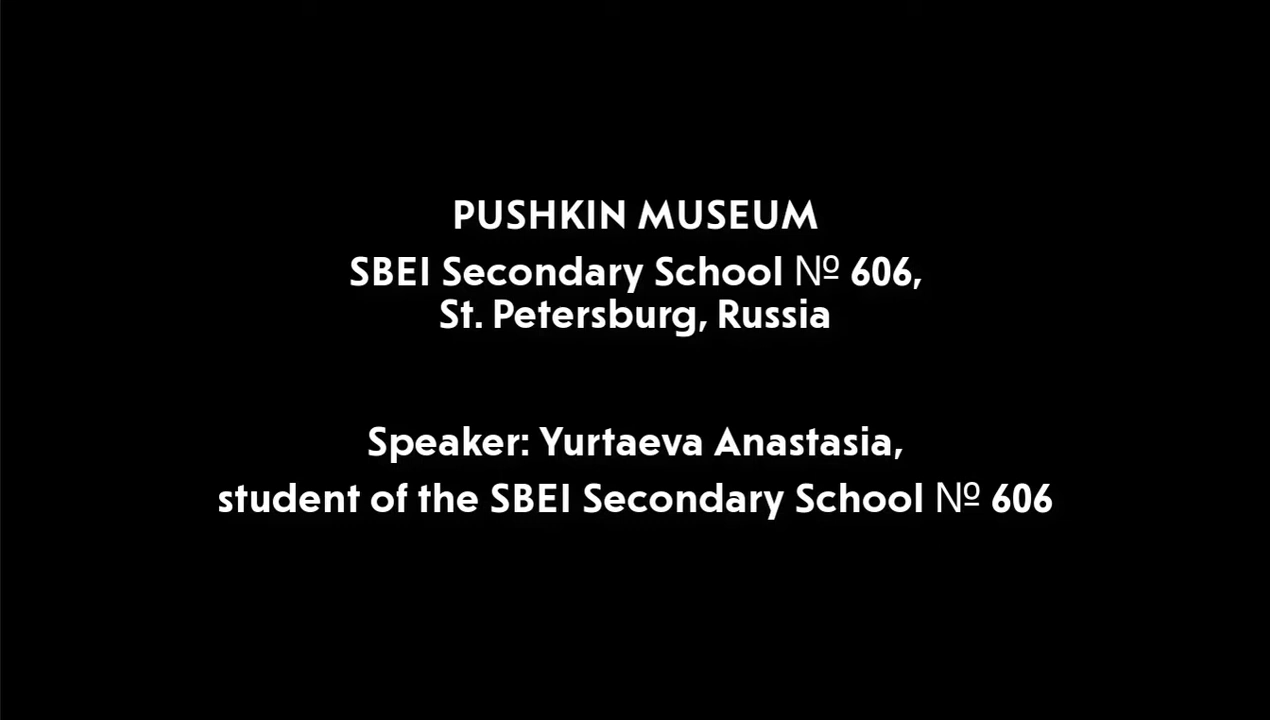 PUSHKIN MUSEUM
SBEI Secondary School № 606,
St. Petersburg, Russia
Speaker: Yurtaeva Anastasia,
student of the SBEI Secondary School № 606